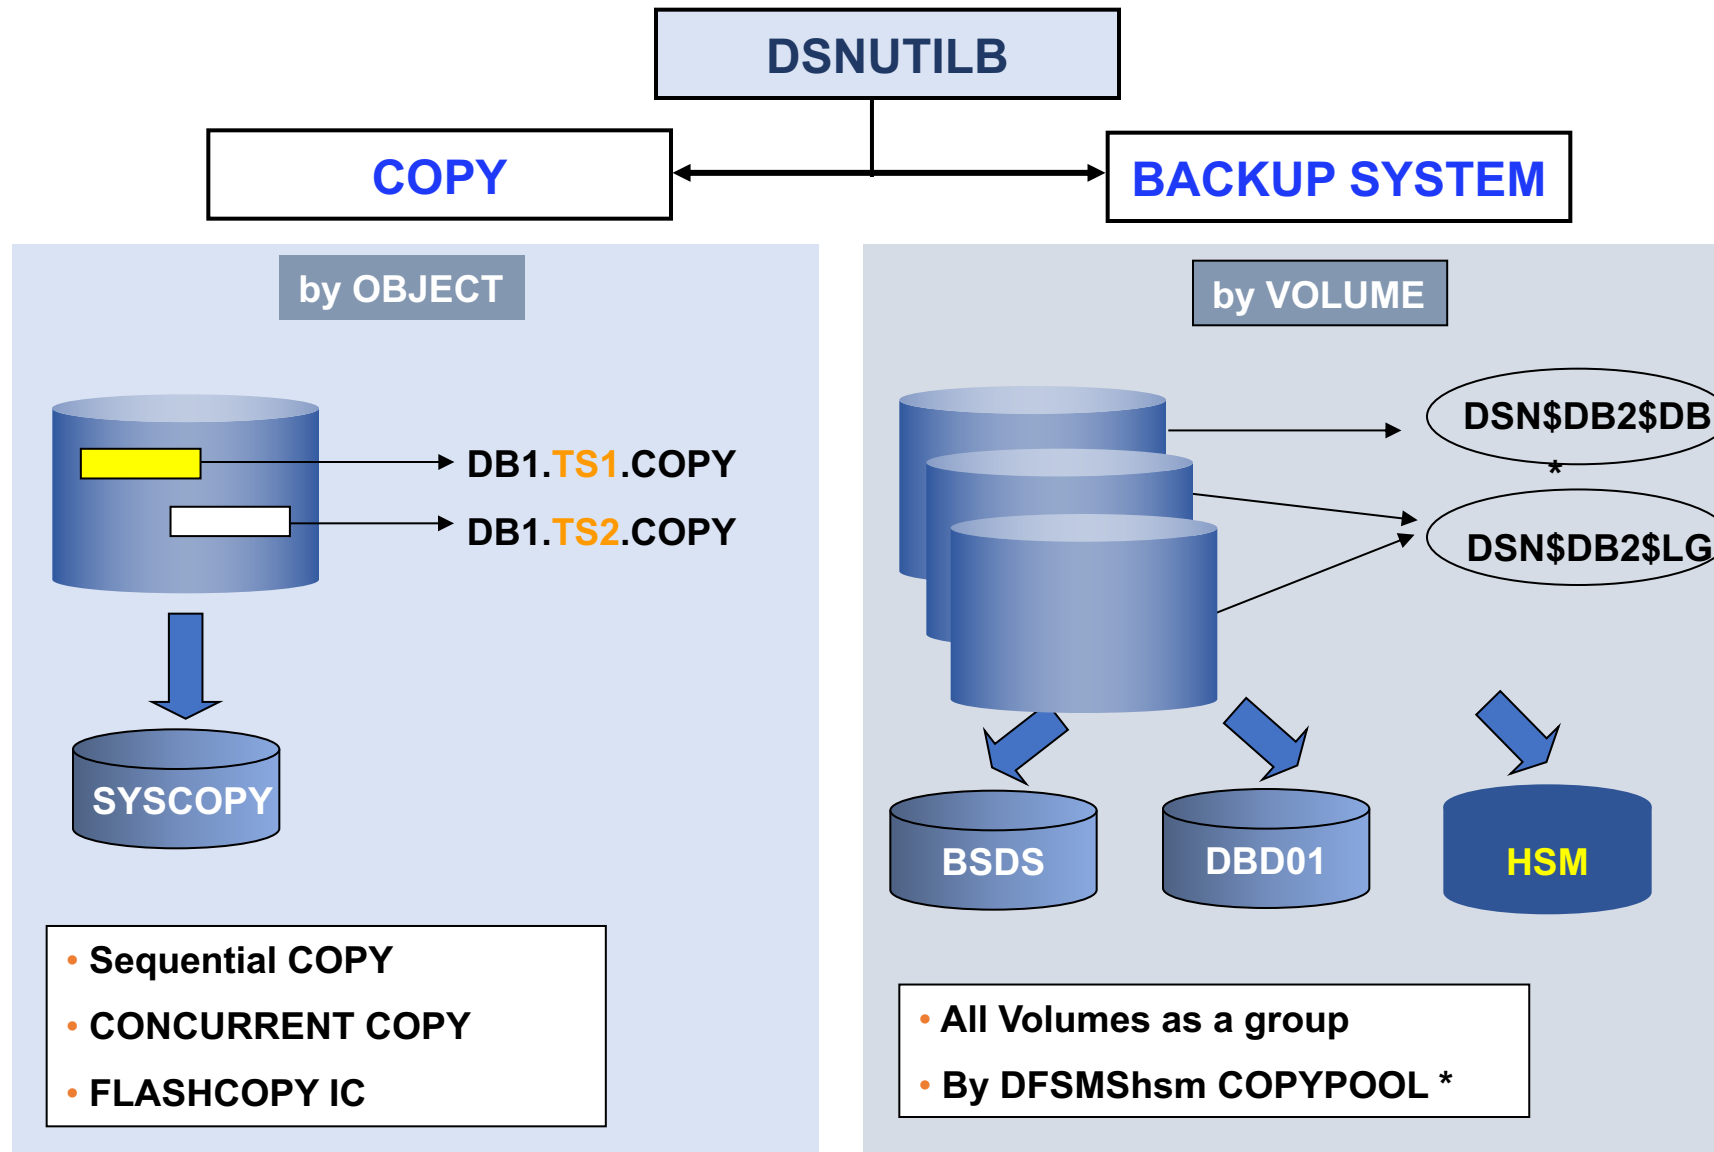 DSNUTILB
COPY
BACKUP SYSTEM
by OBJECT
DB1.TS1.COPY
DB1.TS2.COPY
SYSCOPY
• Sequential COPY
• CONCURRENT COPY
• FLASHCOPY IC
by VOLUME
DSN$DB2$DB
*
DSN$DB2$LG
BSDS
DBD01
HSM
• All Volumes as a group
• By DFSMShsm COPYPOOL *